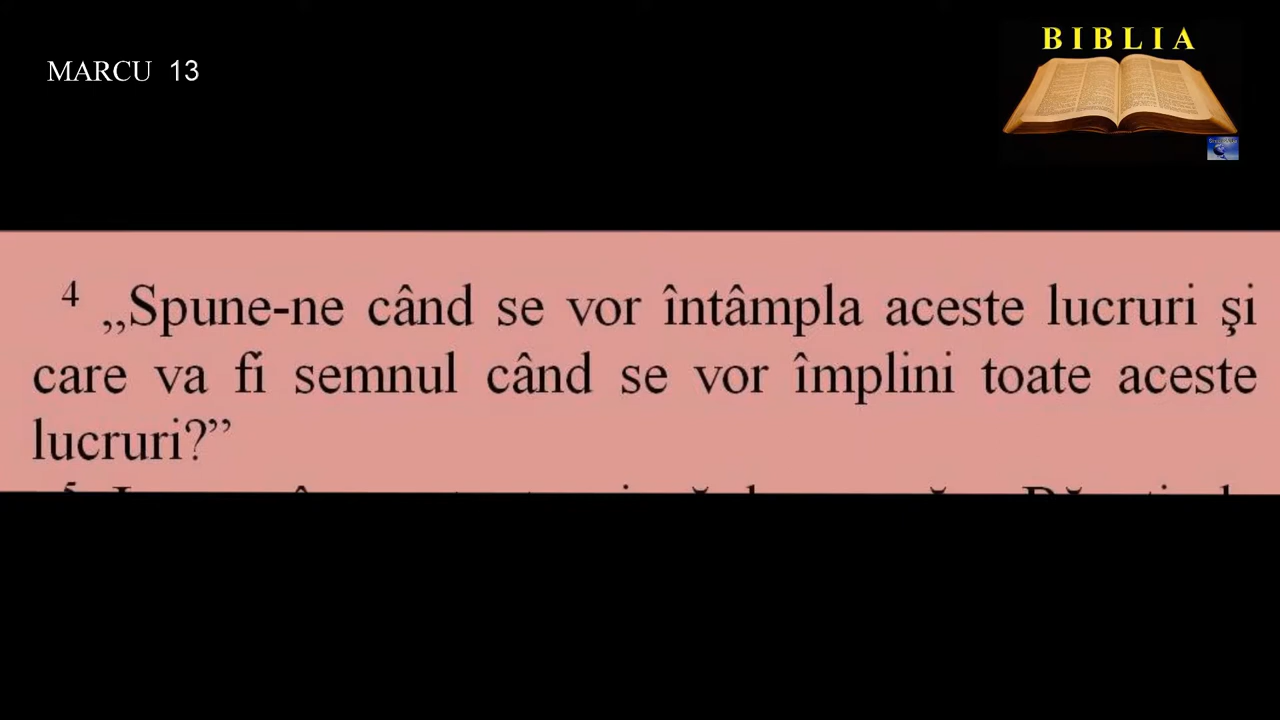 BIBLIA
MARCU 13
4 „Spune-ne când se vor întâmpla aceste lucruri şi
care va fi semnul când se vor împlini toate aceste
lucruri?”